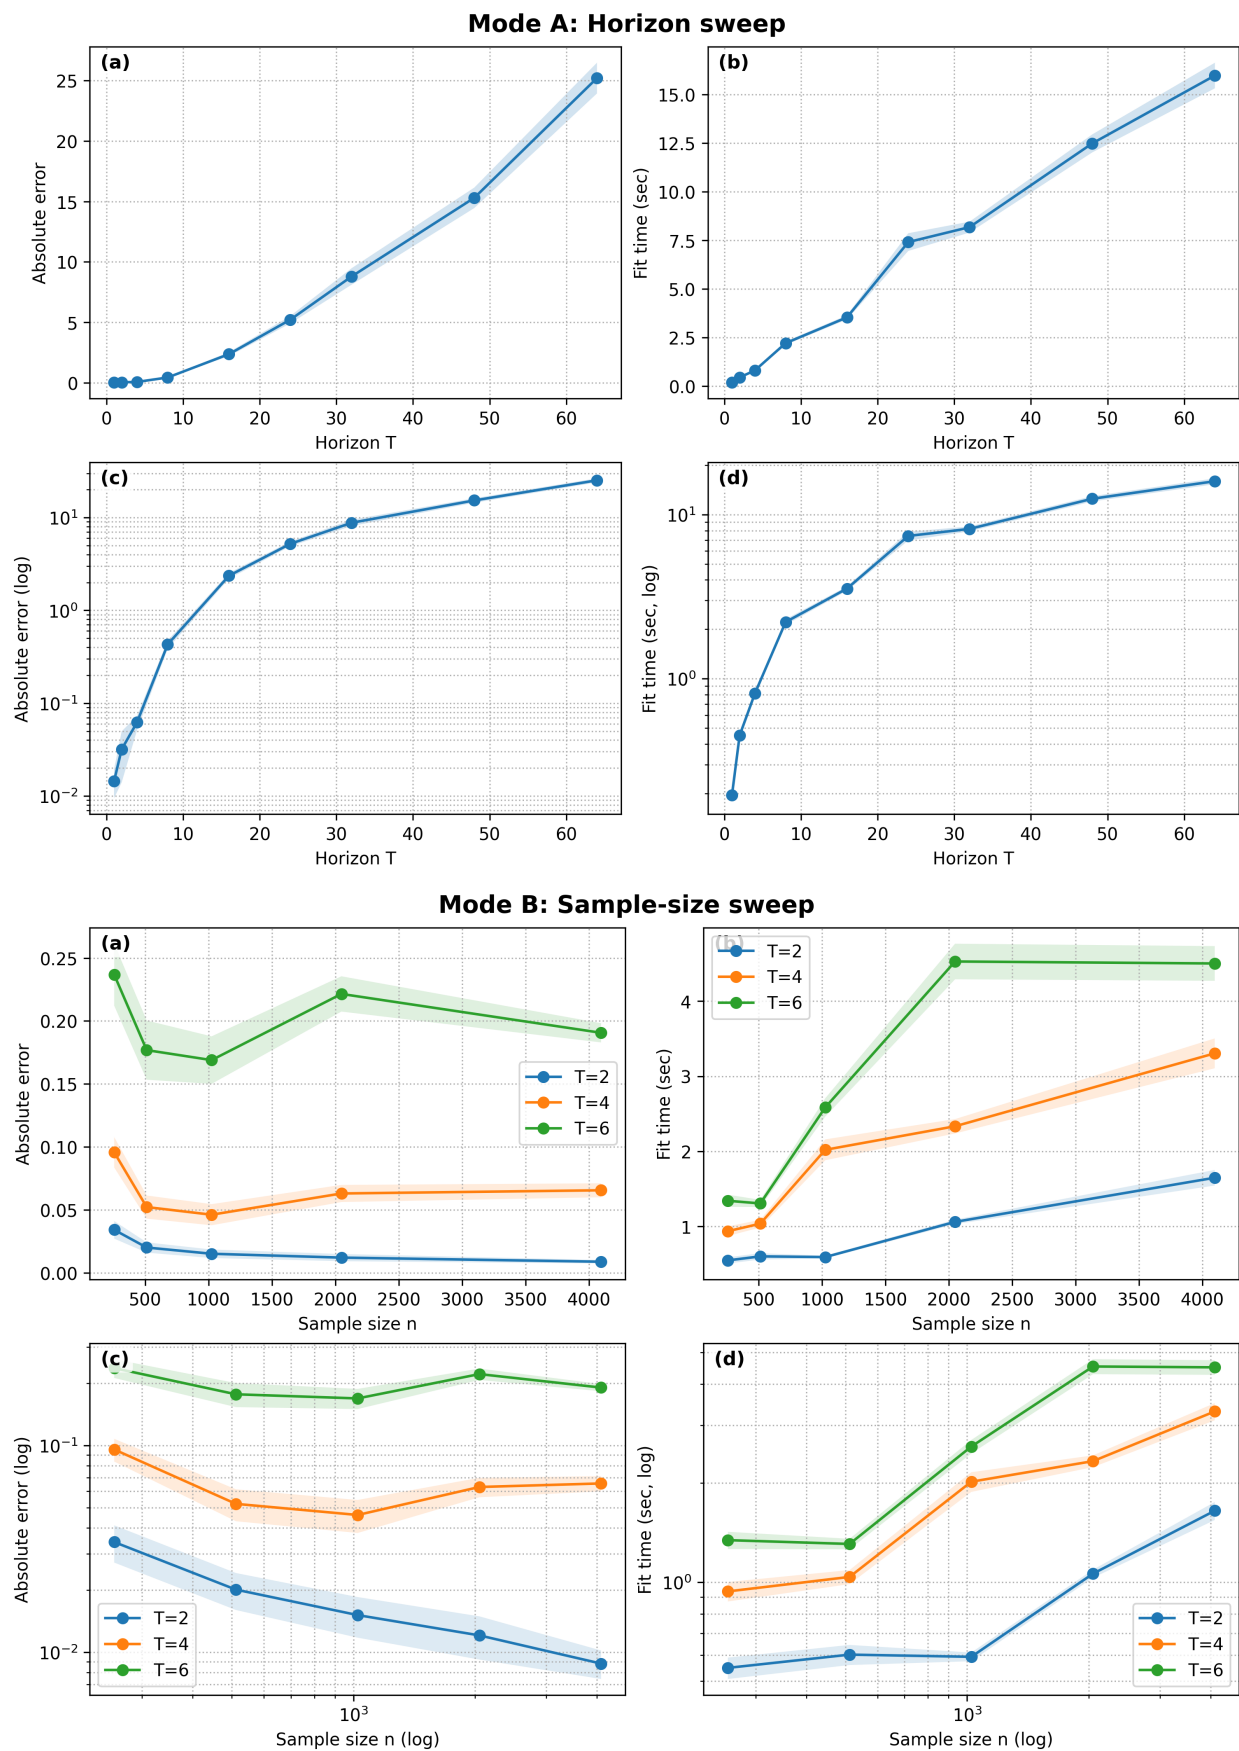 Mode A: Horizon sweep
(a)
25
20
15
10
5
0
Absolute error
0 10 20 30 40 50 60
Horizon T
(b)
15.0
12.5
10.0
7.5
5.0
2.5
0.0
Fit time (sec)
0 10 20 30 40 50 60
Horizon T
(c)
10¹
10⁰
10⁻¹
10⁻²
Absolute error (log)
0 10 20 30 40 50 60
Horizon T
(d)
10¹
10⁰
Fit time (sec, log)
0 10 20 30 40 50 60
Horizon T
Mode B: Sample-size sweep
(a)
0.25
0.20
0.15
0.10
0.05
0.00
Absolute error
T=2
T=4
T=6
500 1000 1500 2000 2500 3000 3500 4000
Sample size n
(b)
T=2
T=4
T=6
4
3
2
1
Fit time (sec)
500 1000 1500 2000 2500 3000 3500 4000
Sample size n
(c)
10⁻¹
10⁻²
Absolute error (log)
T=2
T=4
T=6
10³
Sample size n (log)
(d)
10⁰
Fit time (sec, log)
T=2
T=4
T=6
10³
Sample size n (log)